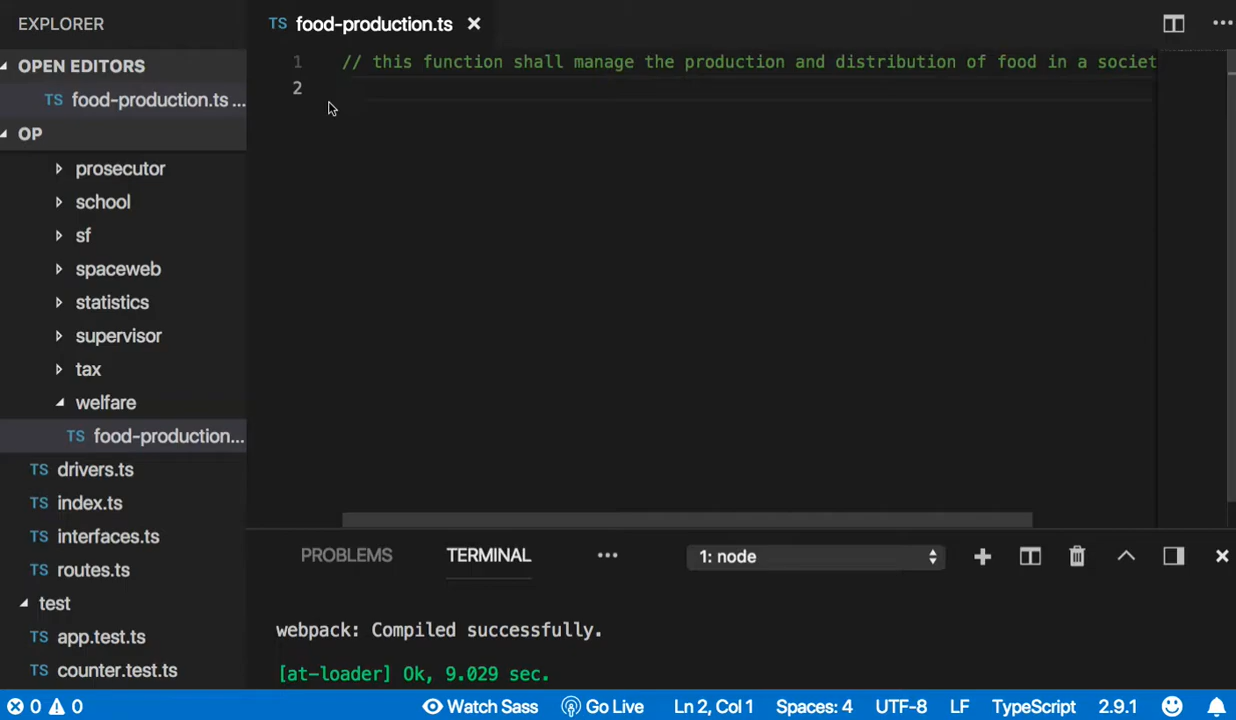 EXPLORER
TS food-production.ts
OPEN EDITORS
TS food-production.ts ...
OP
prosecutor
school
sf
spaceweb
statistics
supervisor
tax
welfare
TS food-production...
TS drivers.ts
TS index.ts
TS interfaces.ts
TS routes.ts
test
TS app.test.ts
TS counter.test.ts
1 // this function shall manage the production and distribution of food in a societ
2
PROBLEMS TERMINAL ... 1: node
webpack: Compiled successfully.
[at-loader] Ok, 9.029 sec.
0 0 Watch Sass Go Live Ln 2, Col 1 Spaces: 4 UTF-8 LF TypeScript 2.9.1